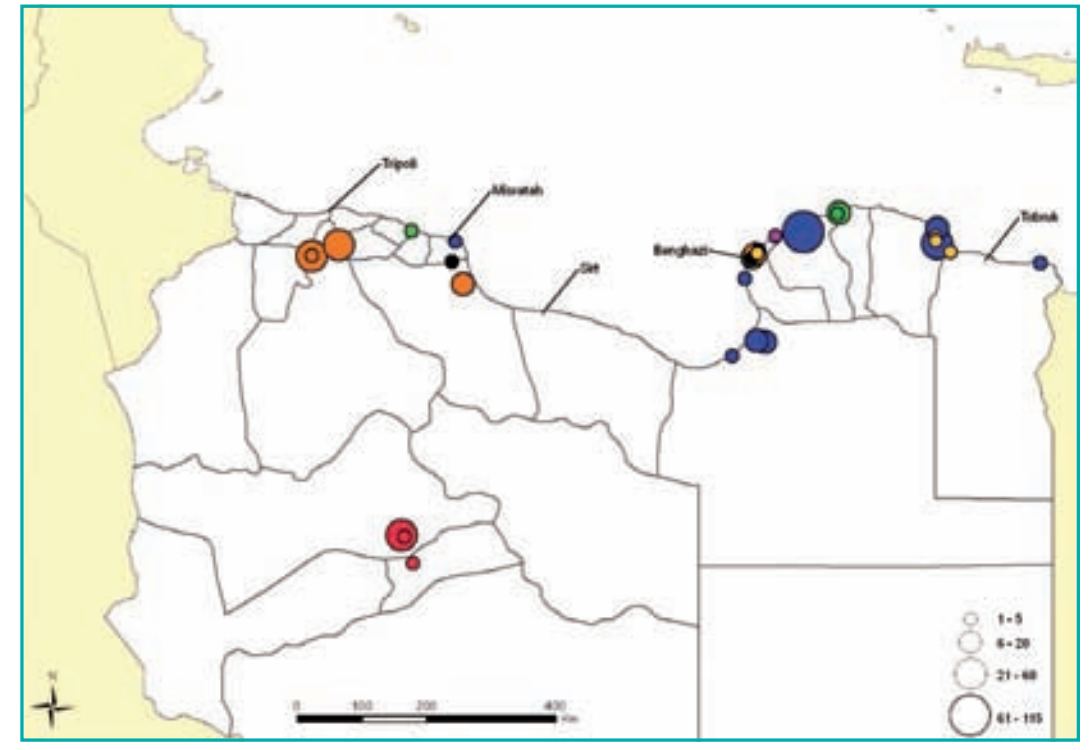 Tripoli
Misratah
Tobruk
Benghazi
Sirt
1 - 5
6 - 20
21 - 60
61 - 115
N
0 100 200 400
Km